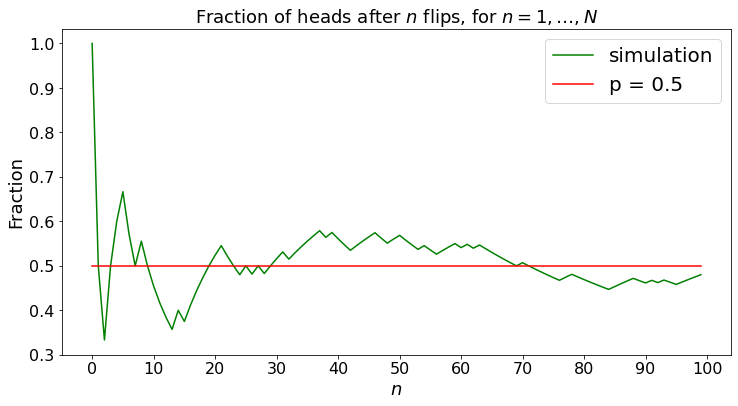 Fraction of heads after n flips, for n = 1, ..., N
simulation
p = 0.5
Fraction
1.0
0.9
0.8
0.7
0.6
0.5
0.4
0.3
0 10 20 30 40 50 60 70 80 90 100
n